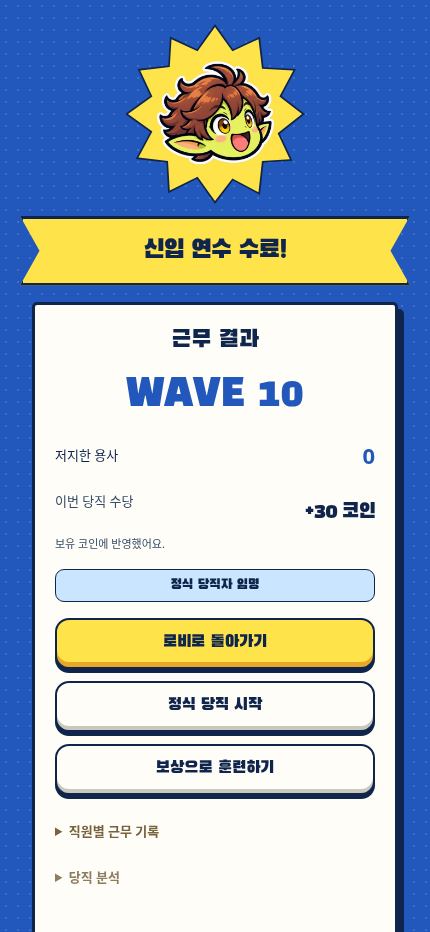 신입 연수 수료!
근무 결과
WAVE 10
저지한 용사 0
이번 당직 수당 +30 코인
보유 코인에 반영했어요.
정식 당직자 임명
로비로 돌아가기
정식 당직 시작
보상으로 훈련하기
▶ 직원별 근무 기록
▶ 당직 분석